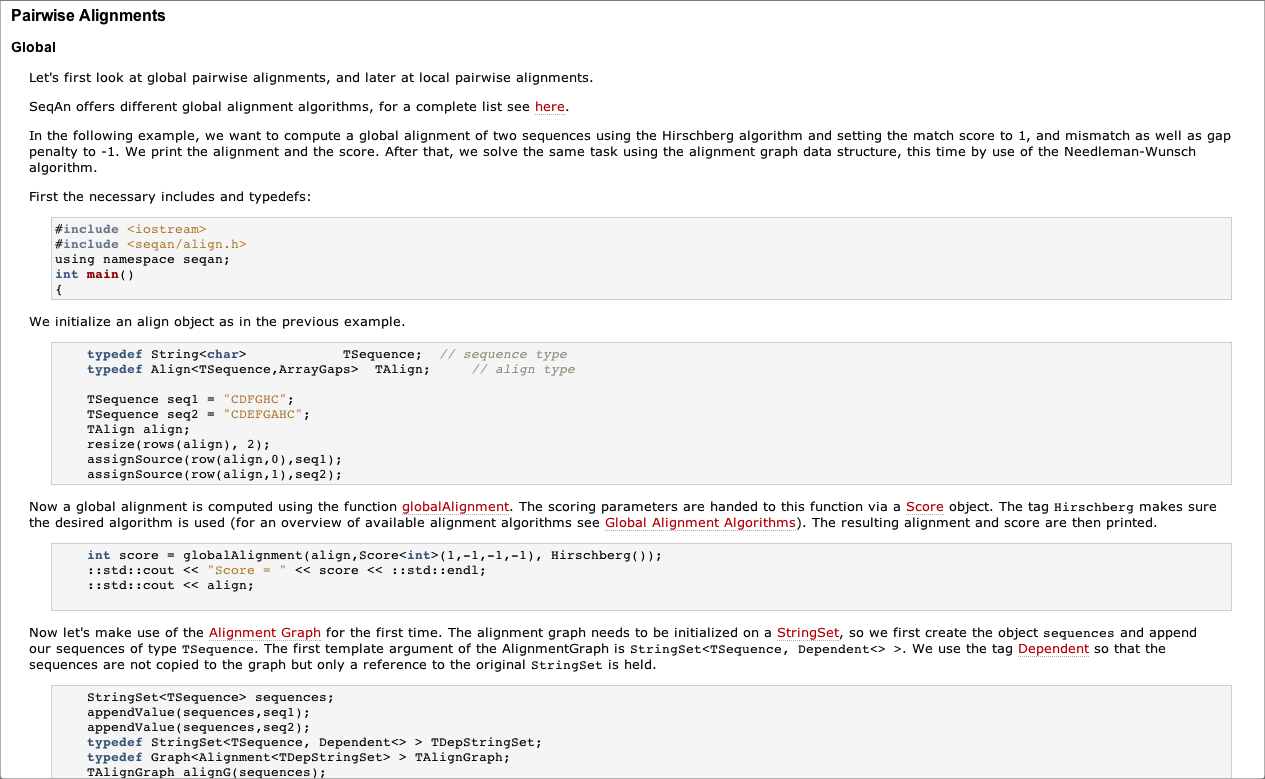 Pairwise Alignments
Global
Let's first look at global pairwise alignments, and later at local pairwise alignments.
SeqAn offers different global alignment algorithms, for a complete list see here.
In the following example, we want to compute a global alignment of two sequences using the Hirschberg algorithm and setting the match score to 1, and mismatch as well as gap
penalty to -1. We print the alignment and the score. After that, we solve the same task using the alignment graph data structure, this time by use of the Needleman-Wunsch
algorithm.
First the necessary includes and typedefs:
#include <iostream>
#include <seqan/align.h>
using namespace seqan;
int main()
{
We initialize an align object as in the previous example.
typedef String<char>            TSequence;  // sequence type
typedef Align<TSequence,ArrayGaps>  TAlign;     // align type
TSequence seq1 = "CDFGHC";
TSequence seq2 = "CDEFGAHC";
TAlign align;
resize(rows(align), 2);
assignSource(row(align,0),seq1);
assignSource(row(align,1),seq2);
Now a global alignment is computed using the function globalAlignment. The scoring parameters are handed to this function via a Score object. The tag Hirschberg makes sure
the desired algorithm is used (for an overview of available alignment algorithms see Global Alignment Algorithms). The resulting alignment and score are then printed.
int score = globalAlignment(align,Score<int>(1,-1,-1,-1), Hirschberg());
::std::cout << "Score = " << score << ::std::endl;
::std::cout << align;
Now let's make use of the Alignment Graph for the first time. The alignment graph needs to be initialized on a StringSet, so we first create the object sequences and append
our sequences of type TSequence. The first template argument of the AlignmentGraph is StringSet<TSequence, Dependent<> >. We use the tag Dependent so that the
sequences are not copied to the graph but only a reference to the original StringSet is held.
StringSet<TSequence> sequences;
appendValue(sequences,seq1);
appendValue(sequences,seq2);
typedef StringSet<TSequence, Dependent<> > TDepStringSet;
typedef Graph<Alignment<TDepStringSet> > TAlignGraph;
TAlignGraph alignG(sequences);